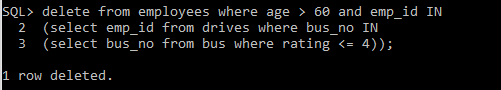 SQL> delete from employees where age > 60 and emp_id IN
2 (select emp_id from drives where bus_no IN
3 (select bus_no from bus where rating <= 4));
1 row deleted.